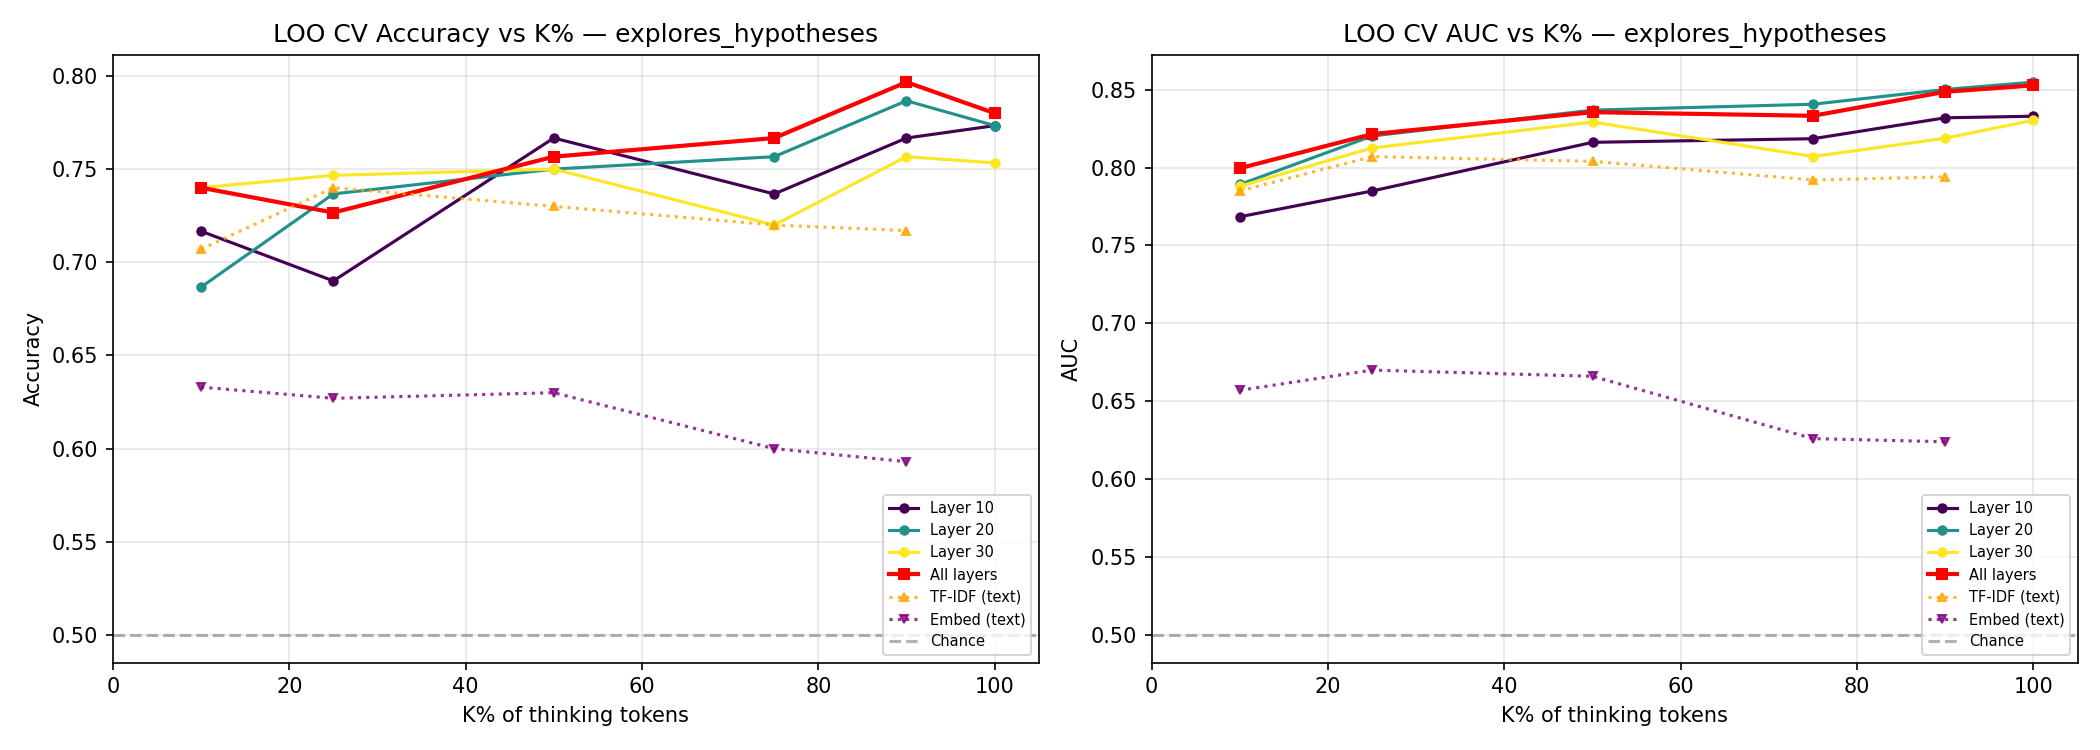 LOO CV Accuracy vs K% — explores_hypotheses
Accuracy
0.80
0.75
0.70
0.65
0.60
0.55
0.50
0
20
40
60
80
100
K% of thinking tokens
Layer 10
Layer 20
Layer 30
All layers
TF-IDF (text)
Embed (text)
Chance
LOO CV AUC vs K% — explores_hypotheses
AUC
0.85
0.80
0.75
0.70
0.65
0.60
0.55
0.50
0
20
40
60
80
100
K% of thinking tokens
Layer 10
Layer 20
Layer 30
All layers
TF-IDF (text)
Embed (text)
Chance